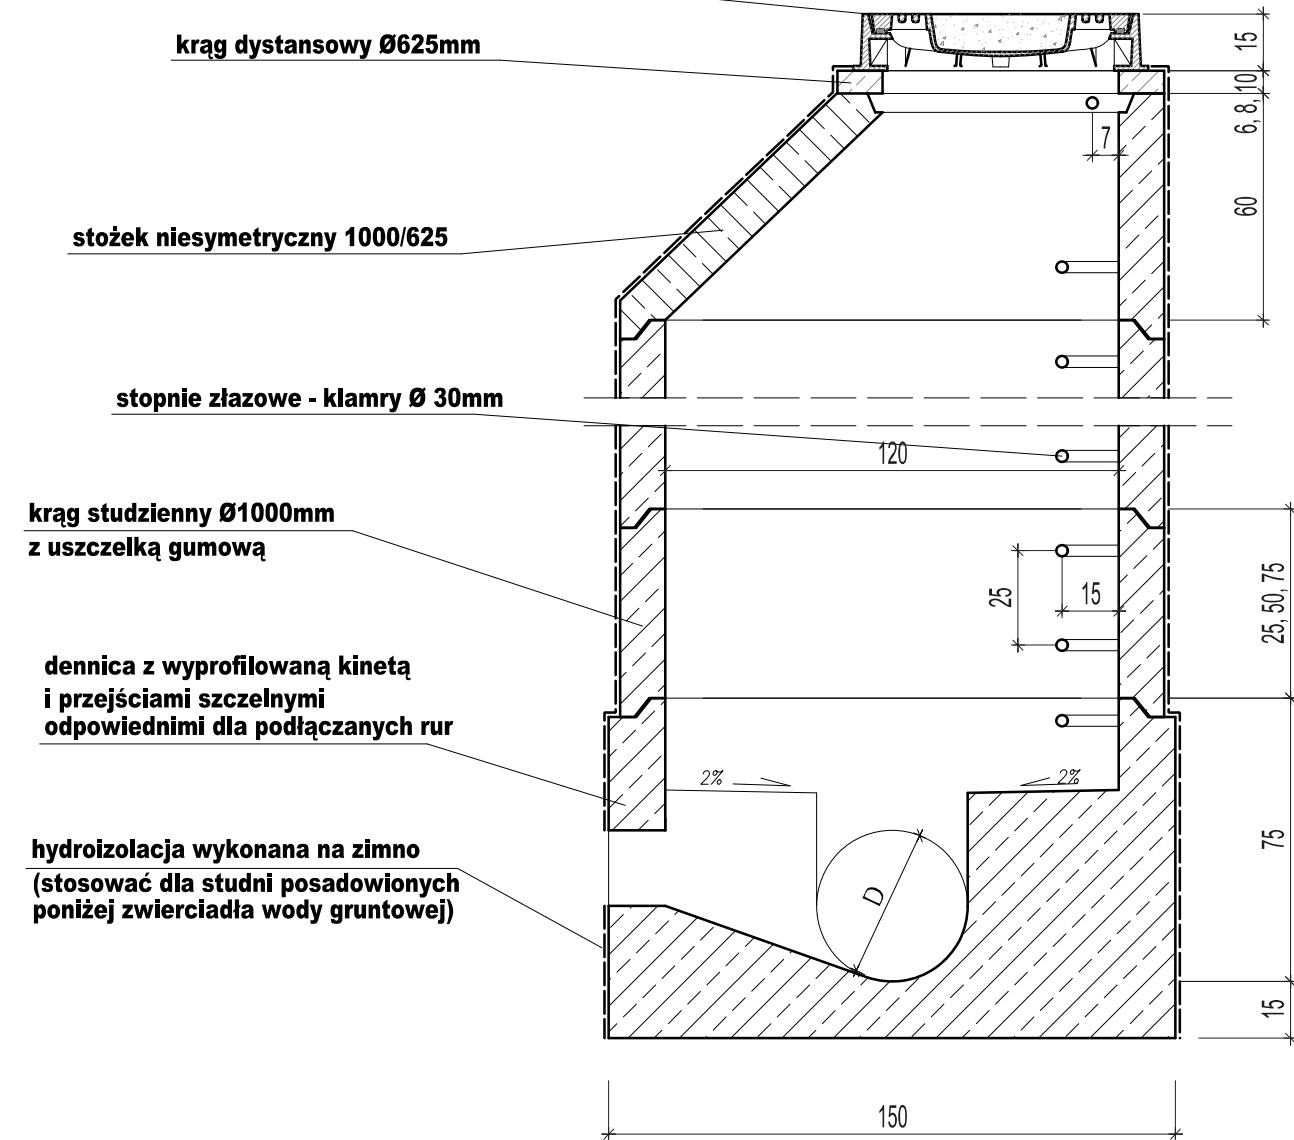 krąg dystansowy Ø625mm
15
6, 8, 10
7
60
stożek niesymetryczny 1000/625
stopnie złazowe - klamry Ø 30mm
120
krąg studzienny Ø1000mm
z uszczelką gumową
25
15
25, 50, 75
dennica z wyprofilowaną kinetą
i przejściami szczelnymi
odpowiednimi dla podłączanych rur
2%
2%
hydroizolacja wykonana na zimno
(stosować dla studni posadowionych
poniżej zwierciadła wody gruntowej)
D
75
15
150